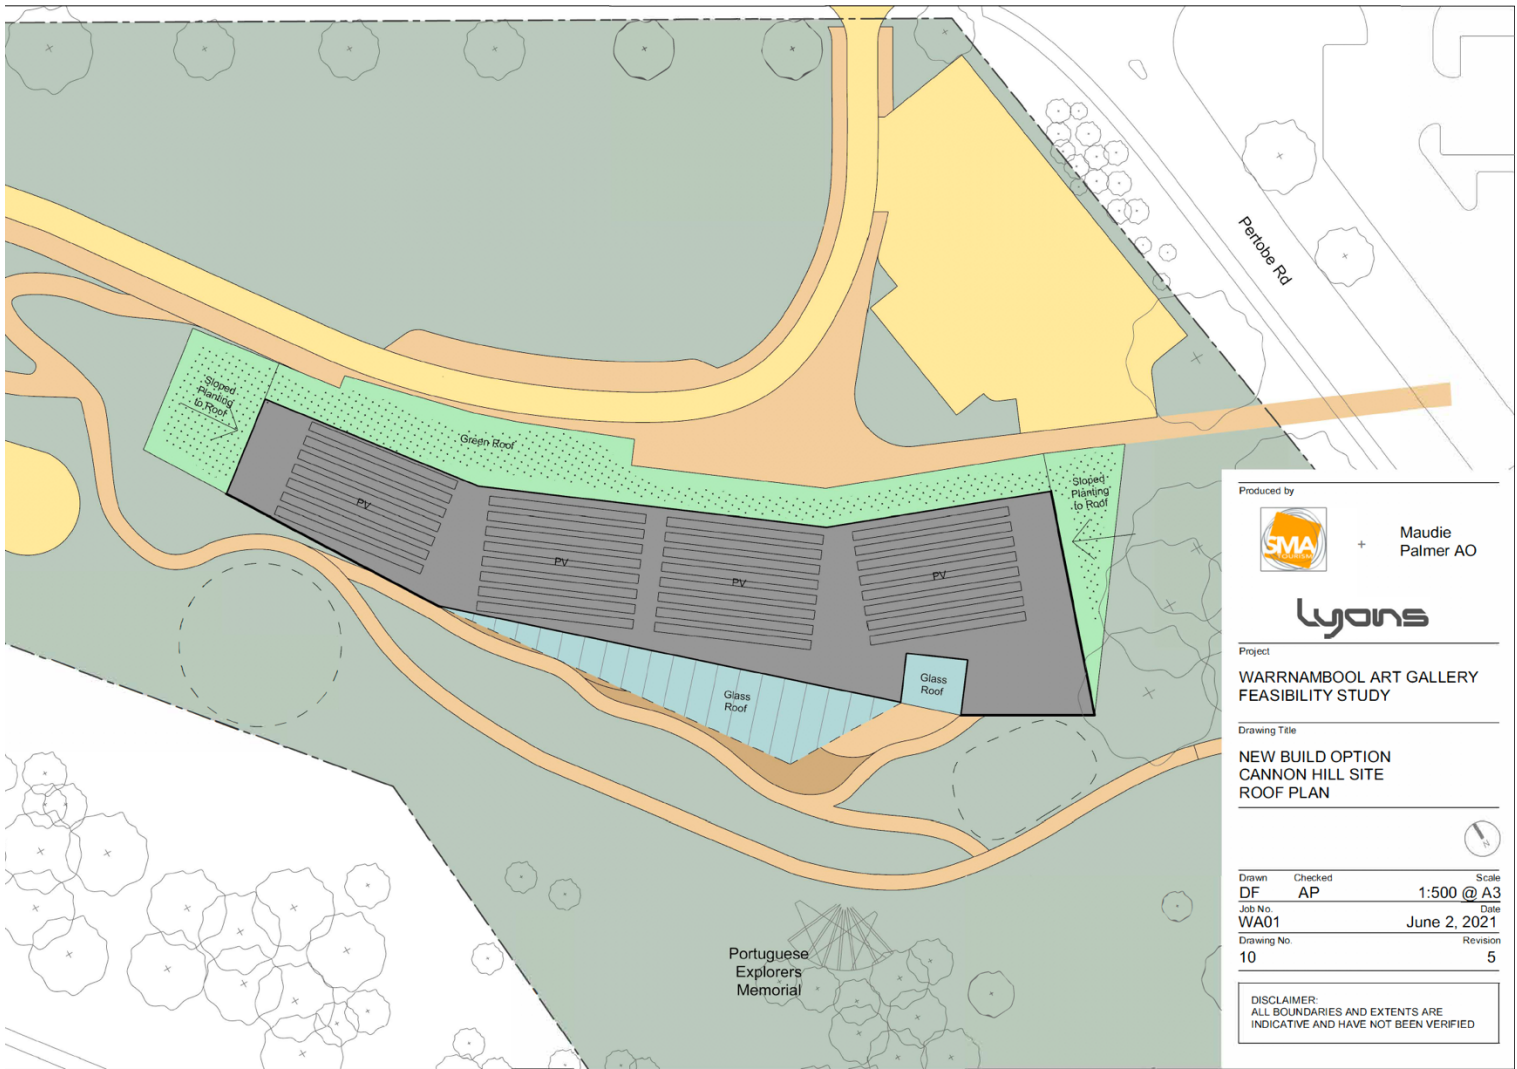 Pertobe Rd
Sloped
Planting
to Roof
Green Roof
Sloped
Planting
to Roof
PV
PV
PV
PV
Glass
Roof
Glass
Roof
Portuguese
Explorers
Memorial
Produced by
SMA
TOURISM
+
Maudie
Palmer AO
Lyons
Project
WARRNAMBOOL ART GALLERY
FEASIBILITY STUDY
Drawing Title
NEW BUILD OPTION
CANNON HILL SITE
ROOF PLAN
N
Drawn Checked Scale
DF AP 1:500 @ A3
Job No. Date
WA01 June 2, 2021
Drawing No. Revision
10 5
DISCLAIMER:
ALL BOUNDARIES AND EXTENTS ARE
INDICATIVE AND HAVE NOT BEEN VERIFIED